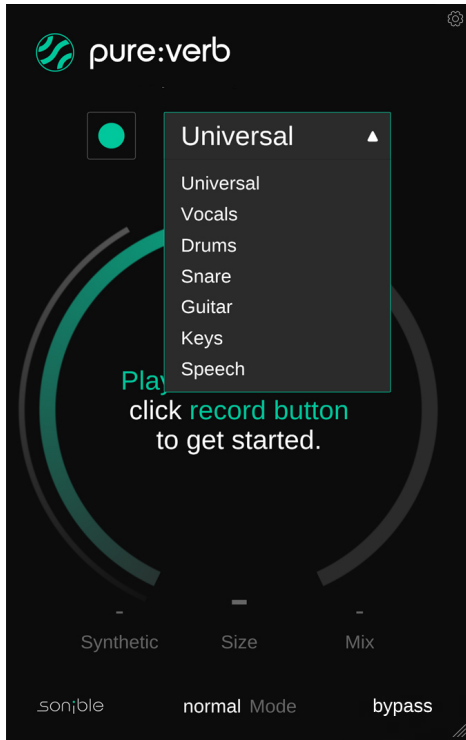 pure:verb
Universal
Universal
Vocals
Drums
Snare
Guitar
Keys
Speech
click record button
to get started.
Synthetic Size Mix
sonible normal Mode bypass